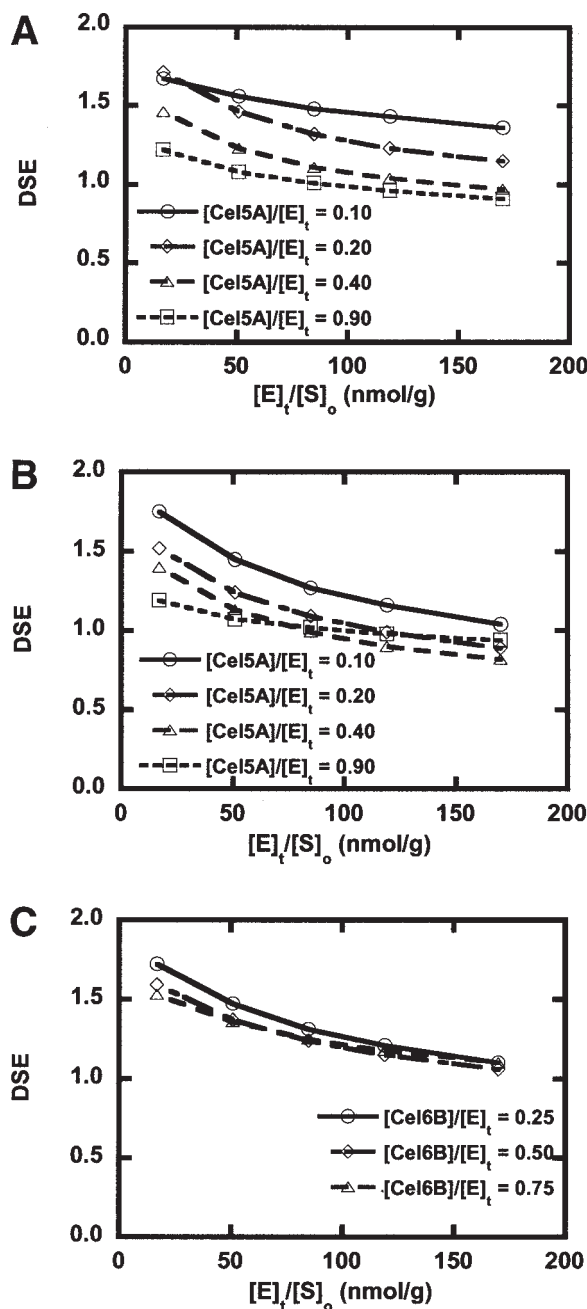 A
2.0
1.5
1.0
0.5
0.0
DSE
[Cel5A]/[E]t = 0.10
[Cel5A]/[E]t = 0.20
[Cel5A]/[E]t = 0.40
[Cel5A]/[E]t = 0.90
0 50 100 150 200
[E]t/[S]o (nmol/g)
B
2.0
1.5
1.0
0.5
0.0
DSE
[Cel5A]/[E]t = 0.10
[Cel5A]/[E]t = 0.20
[Cel5A]/[E]t = 0.40
[Cel5A]/[E]t = 0.90
0 50 100 150 200
[E]t/[S]o (nmol/g)
C
2.0
1.5
1.0
0.5
0.0
DSE
[Cel6B]/[E]t = 0.25
[Cel6B]/[E]t = 0.50
[Cel6B]/[E]t = 0.75
0 50 100 150 200
[E]t/[S]o (nmol/g)